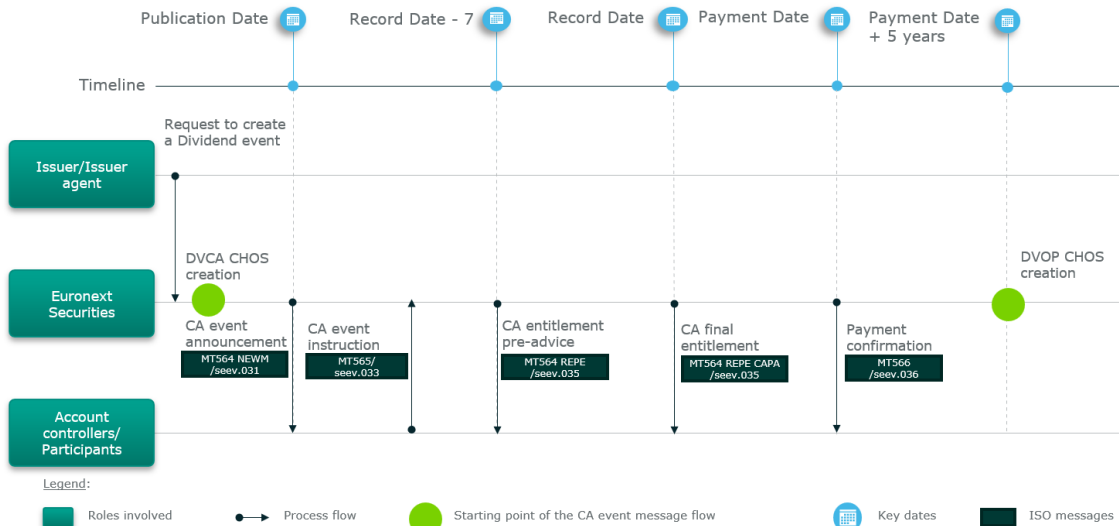 Publication Date
Record Date - 7
Record Date
Payment Date
Payment Date
+ 5 years
Timeline
Request to create
a Dividend event
Issuer/Issuer
agent
DVCA CHOS
creation
DVOP CHOS
creation
Euronext
Securities
CA event
announcement
MT564 NEWM
/seev.031
CA event
instruction
MT565/
seev.033
CA entitlement
pre-advice
MT564 REPE
/seev.035
CA final
entitlement
MT564 REPE CAPA
/seev.035
Payment
confirmation
MT566
/seev.036
Account
controllers/
Participants
Legend:
Roles involved
Process flow
Starting point of the CA event message flow
Key dates
ISO messages